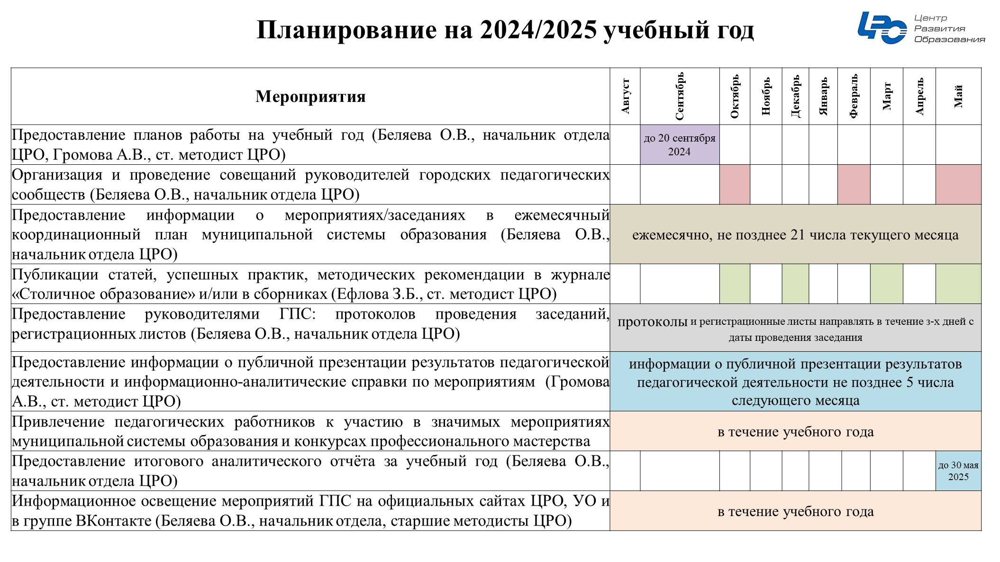 Планирование на 2024/2025 учебный год
ЦРО
Центр
Развития
Образования
Мероприятия
Август
Сентябрь
Октябрь
Ноябрь
Декабрь
Январь
Февраль
Март
Апрель
Май
Предоставление планов работы на учебный год (Беляева О.В., начальник отдела
ЦРО, Громова А.В., ст. методист ЦРО)
до 20 сентября
2024
Организация и проведение совещаний руководителей городских педагогических
сообществ (Беляева О.В., начальник отдела ЦРО)
Предоставление информации о мероприятиях/заседаниях в ежемесячный
координационный план муниципальной системы образования (Беляева О.В.,
начальник отдела ЦРО)
ежемесячно, не позднее 21 числа текущего месяца
Публикации статей, успешных практик, методических рекомендации в журнале
«Столичное образование» и/или в сборниках (Ефлова З.Б., ст. методист ЦРО)
Предоставление руководителями ГПС: протоколов проведения заседаний,
регистрационных листов (Беляева О.В., начальник отдела ЦРО)
протоколы и регистрационные листы направлять в течение з-х дней с
даты проведения заседания
Предоставление информации о публичной презентации результатов педагогической
деятельности и информационно-аналитические справки по мероприятиям (Громова
А.В., ст. методист ЦРО)
информации о публичной презентации результатов
педагогической деятельности не позднее 5 числа
следующего месяца
Привлечение педагогических работников к участию в значимых мероприятиях
муниципальной системы образования и конкурсах профессионального мастерства
в течение учебного года
Предоставление итогового аналитического отчёта за учебный год (Беляева О.В.,
начальник отдела ЦРО)
до 30 мая
2025
Информационное освещение мероприятий ГПС на официальных сайтах ЦРО, УО и
в группе ВКонтакте (Беляева О.В., начальник отдела, старшие методисты ЦРО)
в течение учебного года